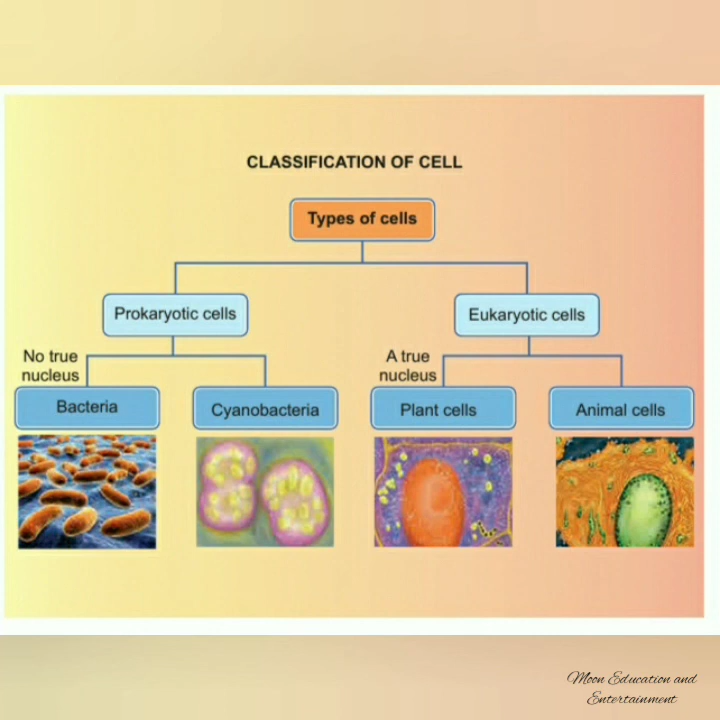 CLASSIFICATION OF CELL
Types of cells
Prokaryotic cells
Eukaryotic cells
No true
nucleus
A true
nucleus
Bacteria
Cyanobacteria
Plant cells
Animal cells
Moon Education and
Entertainment